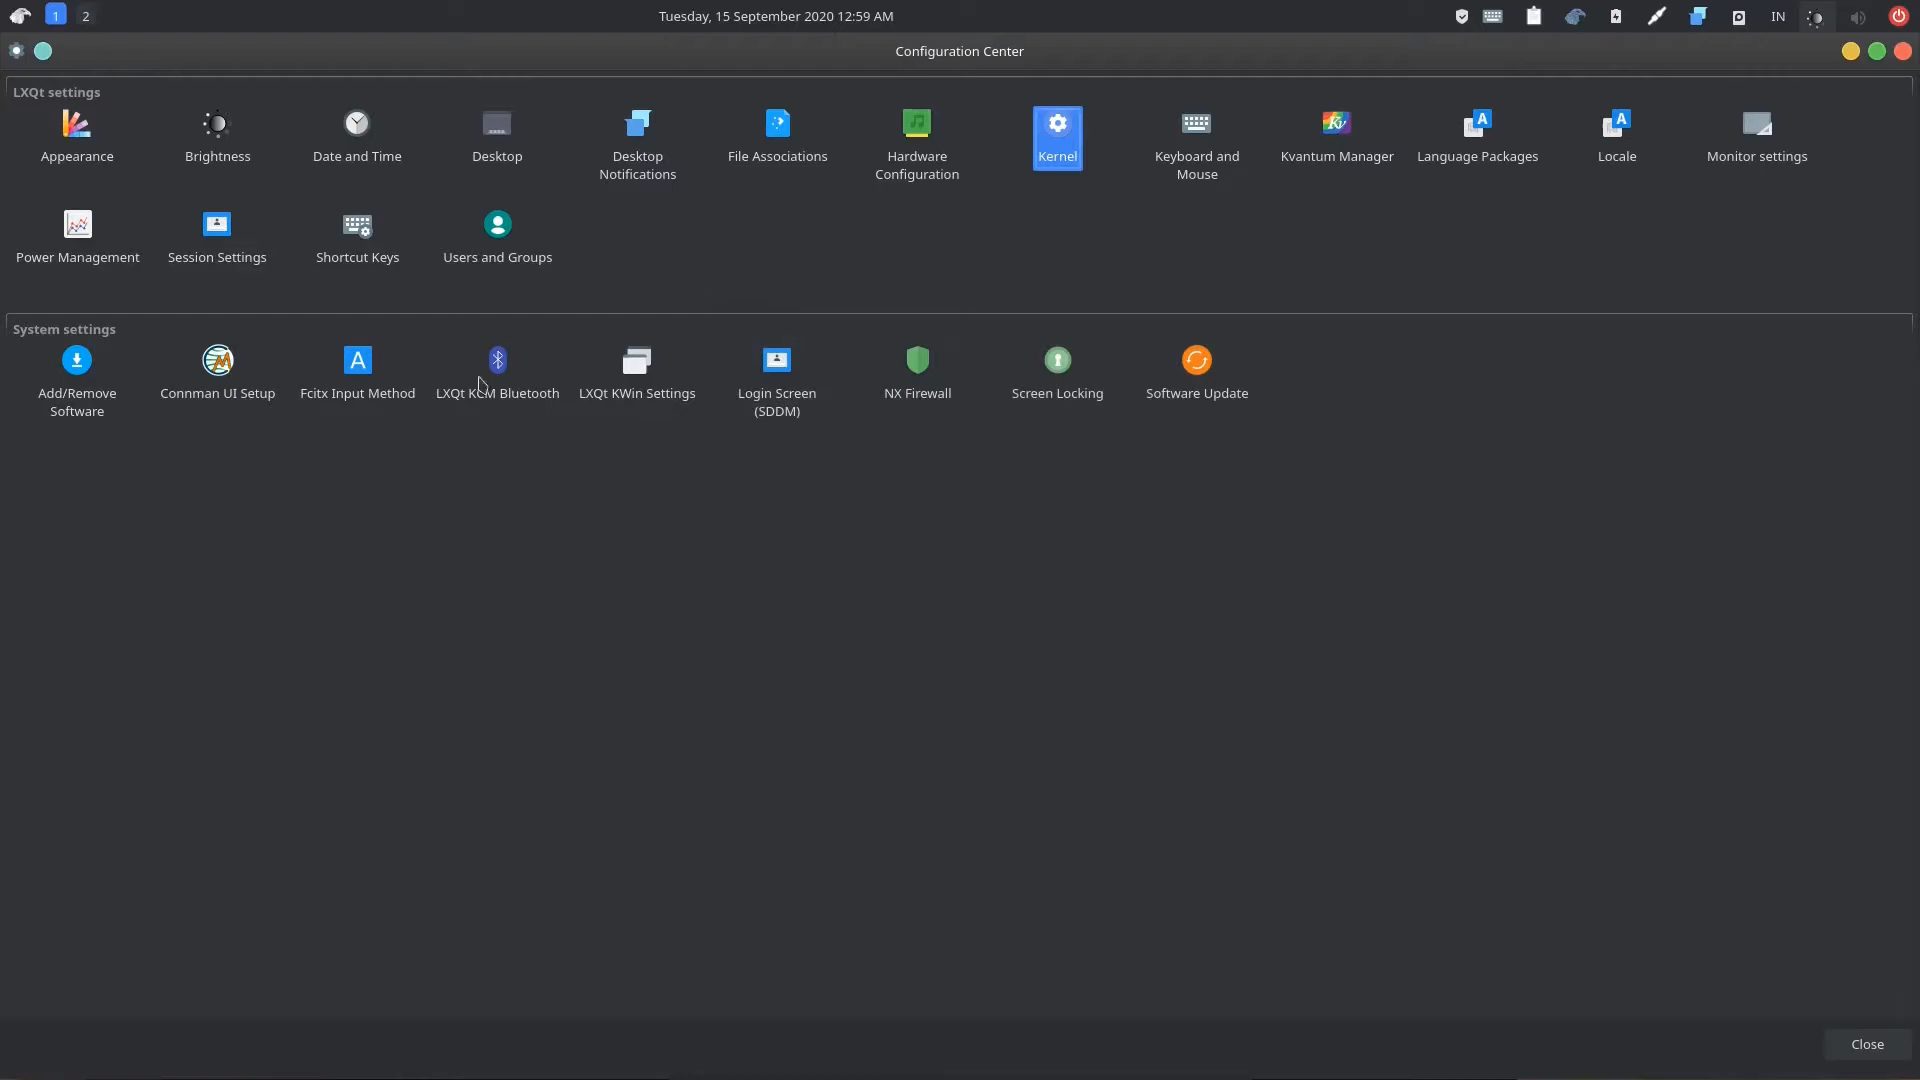 1 2 Tuesday, 15 September 2020 12:59 AM IN
Configuration Center
LXQt settings
Appearance Brightness Date and Time Desktop Desktop File Associations Hardware Kernel Keyboard and Kvantum Manager Language Packages Locale Monitor settings
Notifications Configuration Mouse
Power Management Session Settings Shortcut Keys Users and Groups
System settings
Add/Remove Connman UI Setup Fcitx Input Method LXQt KCM Bluetooth LXQt KWin Settings Login Screen NX Firewall Screen Locking Software Update
Software (SDDM)
Close